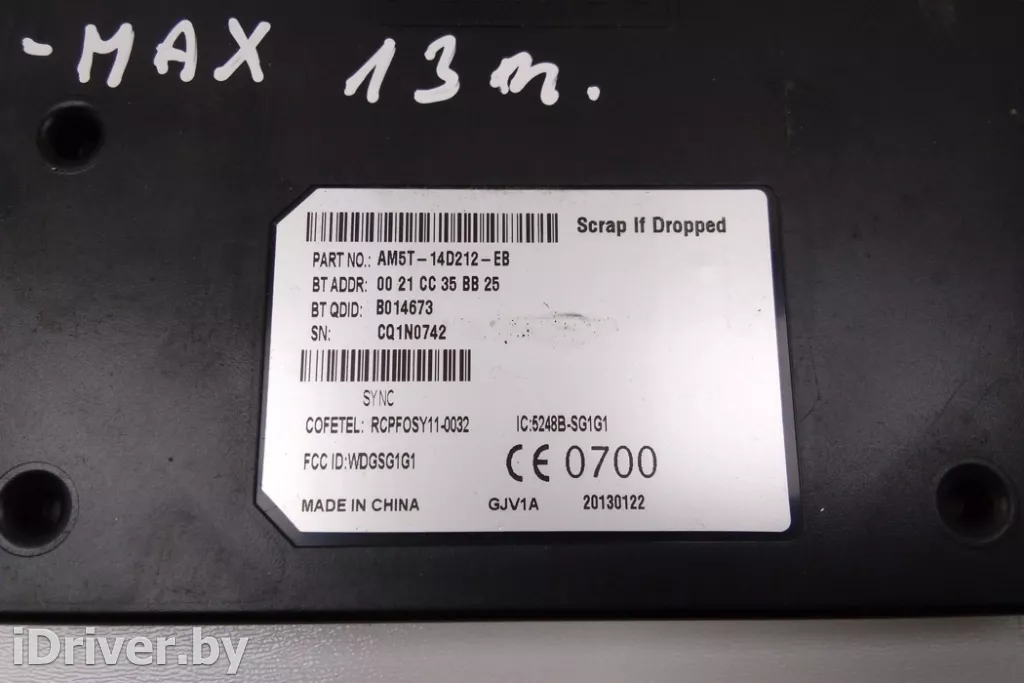 -MAX 13m.
Scrap If Dropped
PART NO.: AM5T-14D212-EB
BT ADDR: 00 21 CC 35 BB 25
BT QDID: B014673
SN: CQ1N0742
SYNC
COFETEL: RCPFOSY11-0032 IC:5248B-SG1G1
FCC ID:WDGSG1G1 CE 0700
MADE IN CHINA GJV1A 20130122
iDriver.by